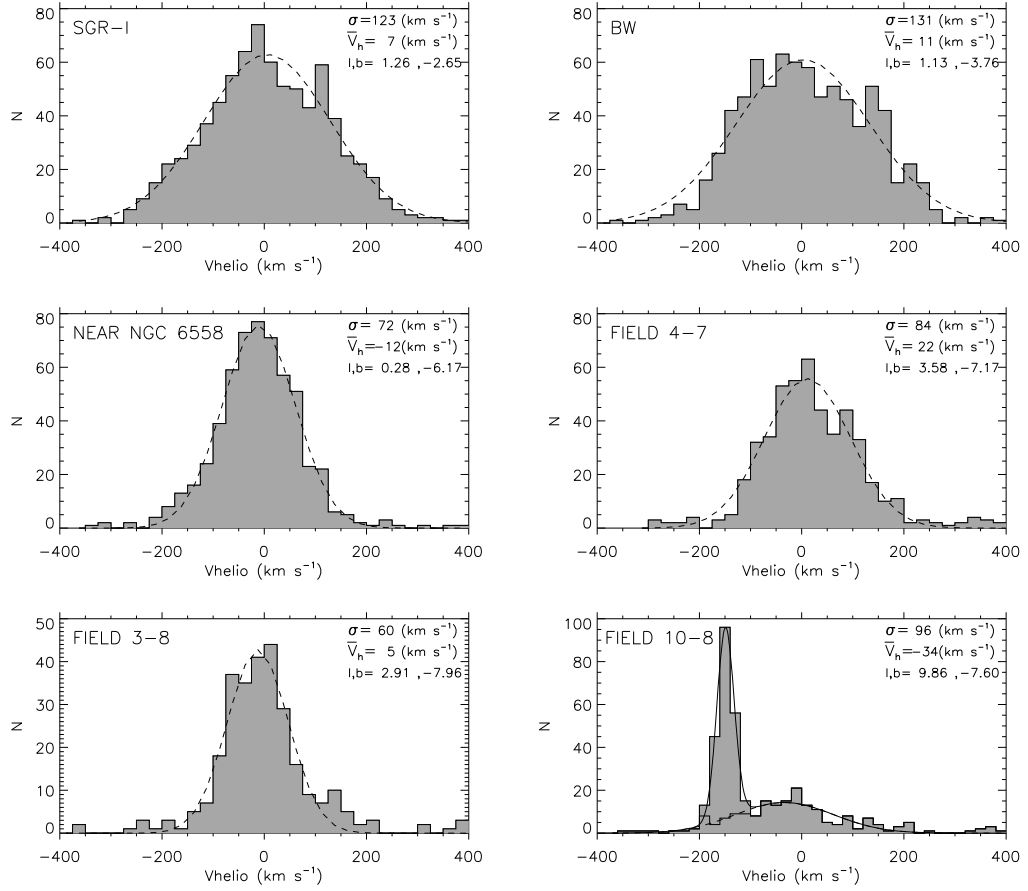 SGR-I
σ=123 (km s⁻¹)
V̅ₕ= 7 (km s⁻¹)
l,b= 1.26 ,-2.65
80
60
40
20
0
N
-400 -200 0 200 400
Vhelio (km s⁻¹)
BW
σ=131 (km s⁻¹)
V̅ₕ= 11 (km s⁻¹)
l,b= 1.13 ,-3.76
80
60
40
20
0
N
-400 -200 0 200 400
Vhelio (km s⁻¹)
NEAR NGC 6558
σ= 72 (km s⁻¹)
V̅ₕ=-12(km s⁻¹)
l,b= 0.28 ,-6.17
80
60
40
20
0
N
-400 -200 0 200 400
Vhelio (km s⁻¹)
FIELD 4-7
σ= 84 (km s⁻¹)
V̅ₕ= 22 (km s⁻¹)
l,b= 3.58 ,-7.17
80
60
40
20
0
N
-400 -200 0 200 400
Vhelio (km s⁻¹)
FIELD 3-8
σ= 60 (km s⁻¹)
V̅ₕ= 5 (km s⁻¹)
l,b= 2.91 ,-7.96
50
40
30
20
10
0
N
-400 -200 0 200 400
Vhelio (km s⁻¹)
FIELD 10-8
σ= 96 (km s⁻¹)
V̅ₕ=-34(km s⁻¹)
l,b= 9.86 ,-7.60
100
80
60
40
20
0
N
-400 -200 0 200 400
Vhelio (km s⁻¹)